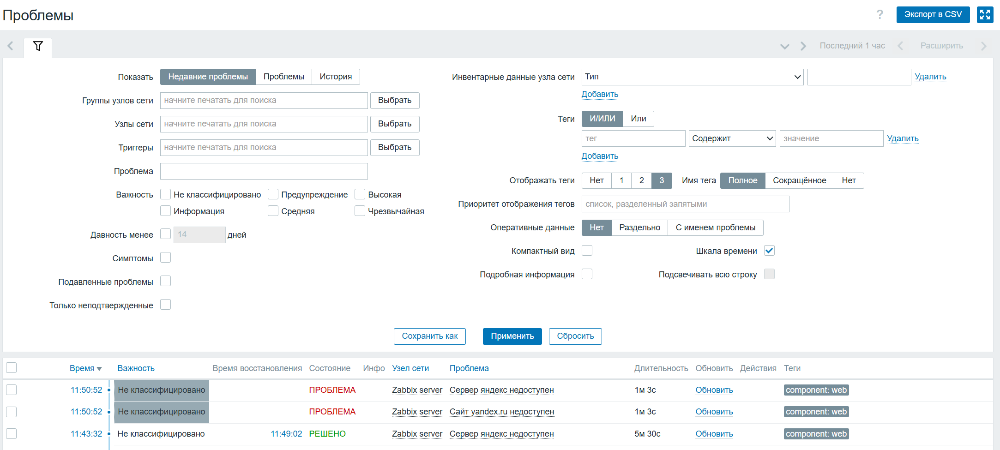 Проблемы
? Экспорт в CSV
Последний 1 час Расширить
Показать Недавние проблемы Проблемы История
Группы узлов сети начните печатать для поиска Выбрать
Узлы сети начните печатать для поиска Выбрать
Триггеры начните печатать для поиска Выбрать
Проблема
Важность Не классифицировано Предупреждение Высокая
Информация Средняя Чрезвычайная
Давность менее 14 дней
Симптомы
Подавленные проблемы
Только неподтвержденные
Инвентарные данные узла сети Тип Удалить
Добавить
Теги И/ИЛИ Или
тег Содержит значение Удалить
Добавить
Отображать теги Нет 1 2 3 Имя тега Полное Сокращённое Нет
Приоритет отображения тегов список, разделенный запятыми
Оперативные данные Нет Раздельно С именем проблемы
Компактный вид Шкала времени
Подробная информация Подсвечивать всю строку
Сохранить как Применить Сбросить
Время Важность Время восстановления Состояние Инфо Узел сети Проблема Длительность Обновить Действия Теги
11:50:52 Не классифицировано ПРОБЛЕМА Zabbix server Сервер яндекс недоступен 1м 3с Обновить component: web
11:50:52 Не классифицировано ПРОБЛЕМА Zabbix server Сайт yandex.ru недоступен 1м 3с Обновить component: web
11:43:32 Не классифицировано 11:49:02 РЕШЕНО Zabbix server Сервер яндекс недоступен 5м 30с Обновить component: web